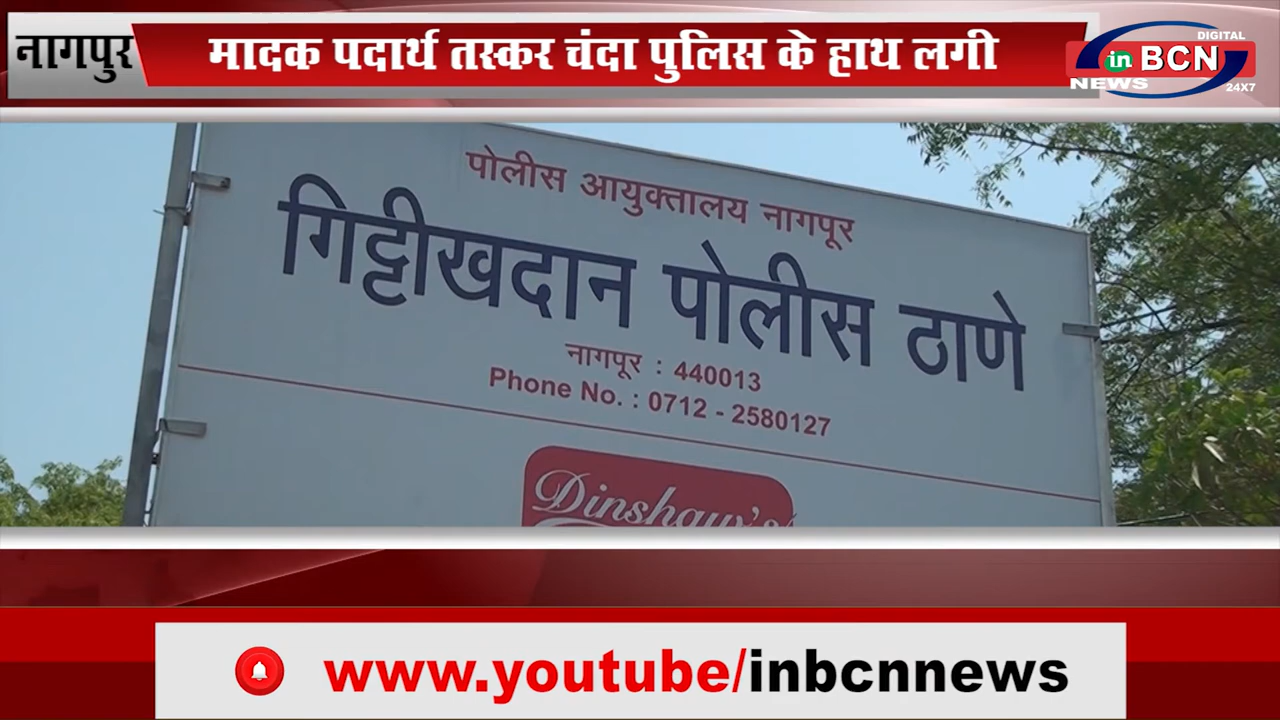 नागपुर
मादक पदार्थ तस्कर चंदा पुलिस के हाथ लगी
DIGITAL
in BCN
NEWS
24X7
पोलीस आयुक्तालय नागपूर
गिट्टीखदान पोलीस ठाणे
नागपूर : 440013
Phone No. : 0712 - 2580127
Dinshaw's
www.youtube/inbcnnews